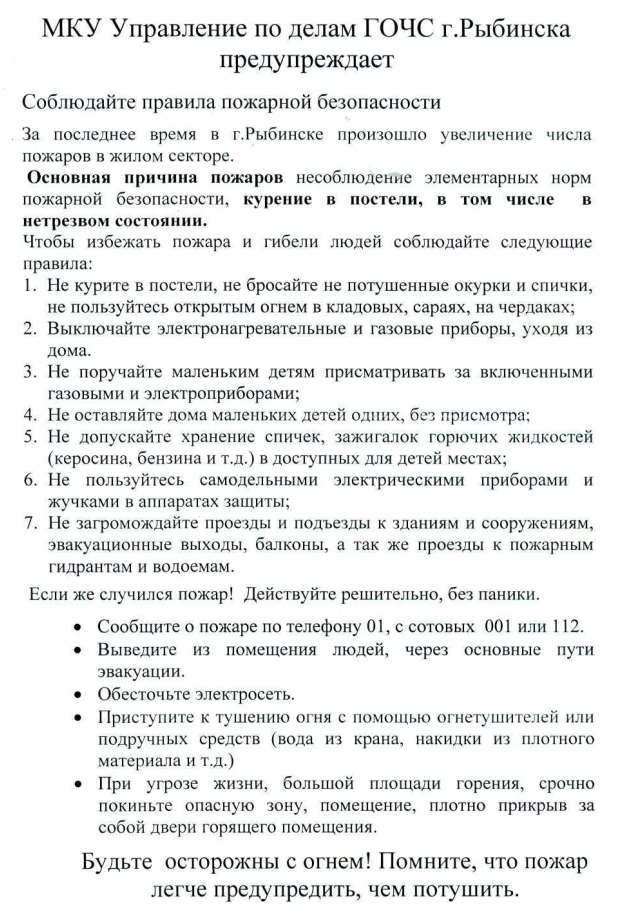 МКУ Управление по делам ГОЧС г.Рыбинска
предупреждает
Соблюдайте правила пожарной безопасности
За последнее время в г.Рыбинске произошло увеличение числа
пожаров в жилом секторе.
Основная причина пожаров несоблюдение элементарных норм
пожарной безопасности, курение в постели, в том числе в
нетрезвом состоянии.
Чтобы избежать пожара и гибели людей соблюдайте следующие
правила:
1. Не курите в постели, не бросайте не потушенные окурки и спички,
не пользуйтесь открытым огнем в кладовых, сараях, на чердаках;
2. Выключайте электронагревательные и газовые приборы, уходя из
дома.
3. Не поручайте маленьким детям присматривать за включенными
газовыми и электроприборами;
4. Не оставляйте дома маленьких детей одних, без присмотра;
5. Не допускайте хранение спичек, зажигалок горючих жидкостей
(керосина, бензина и т.д.) в доступных для детей местах;
6. Не пользуйтесь самодельными электрическими приборами и
жучками в аппаратах защиты;
7. Не загромождайте проезды и подъезды к зданиям и сооружениям,
эвакуационные выходы, балконы, а так же проезды к пожарным
гидрантам и водоемам.
Если же случился пожар! Действуйте решительно, без паники.
• Сообщите о пожаре по телефону 01, с сотовых 001 или 112.
• Выведите из помещения людей, через основные пути
эвакуации.
• Обесточьте электросеть.
• Приступите к тушению огня с помощью огнетушителей или
подручных средств (вода из крана, накидки из плотного
материала и т.д.)
• При угрозе жизни, большой площади горения, срочно
покиньте опасную зону, помещение, плотно прикрыв за
собой двери горящего помещения.
Будьте осторожны с огнем! Помните, что пожар
легче предупредить, чем потушить.